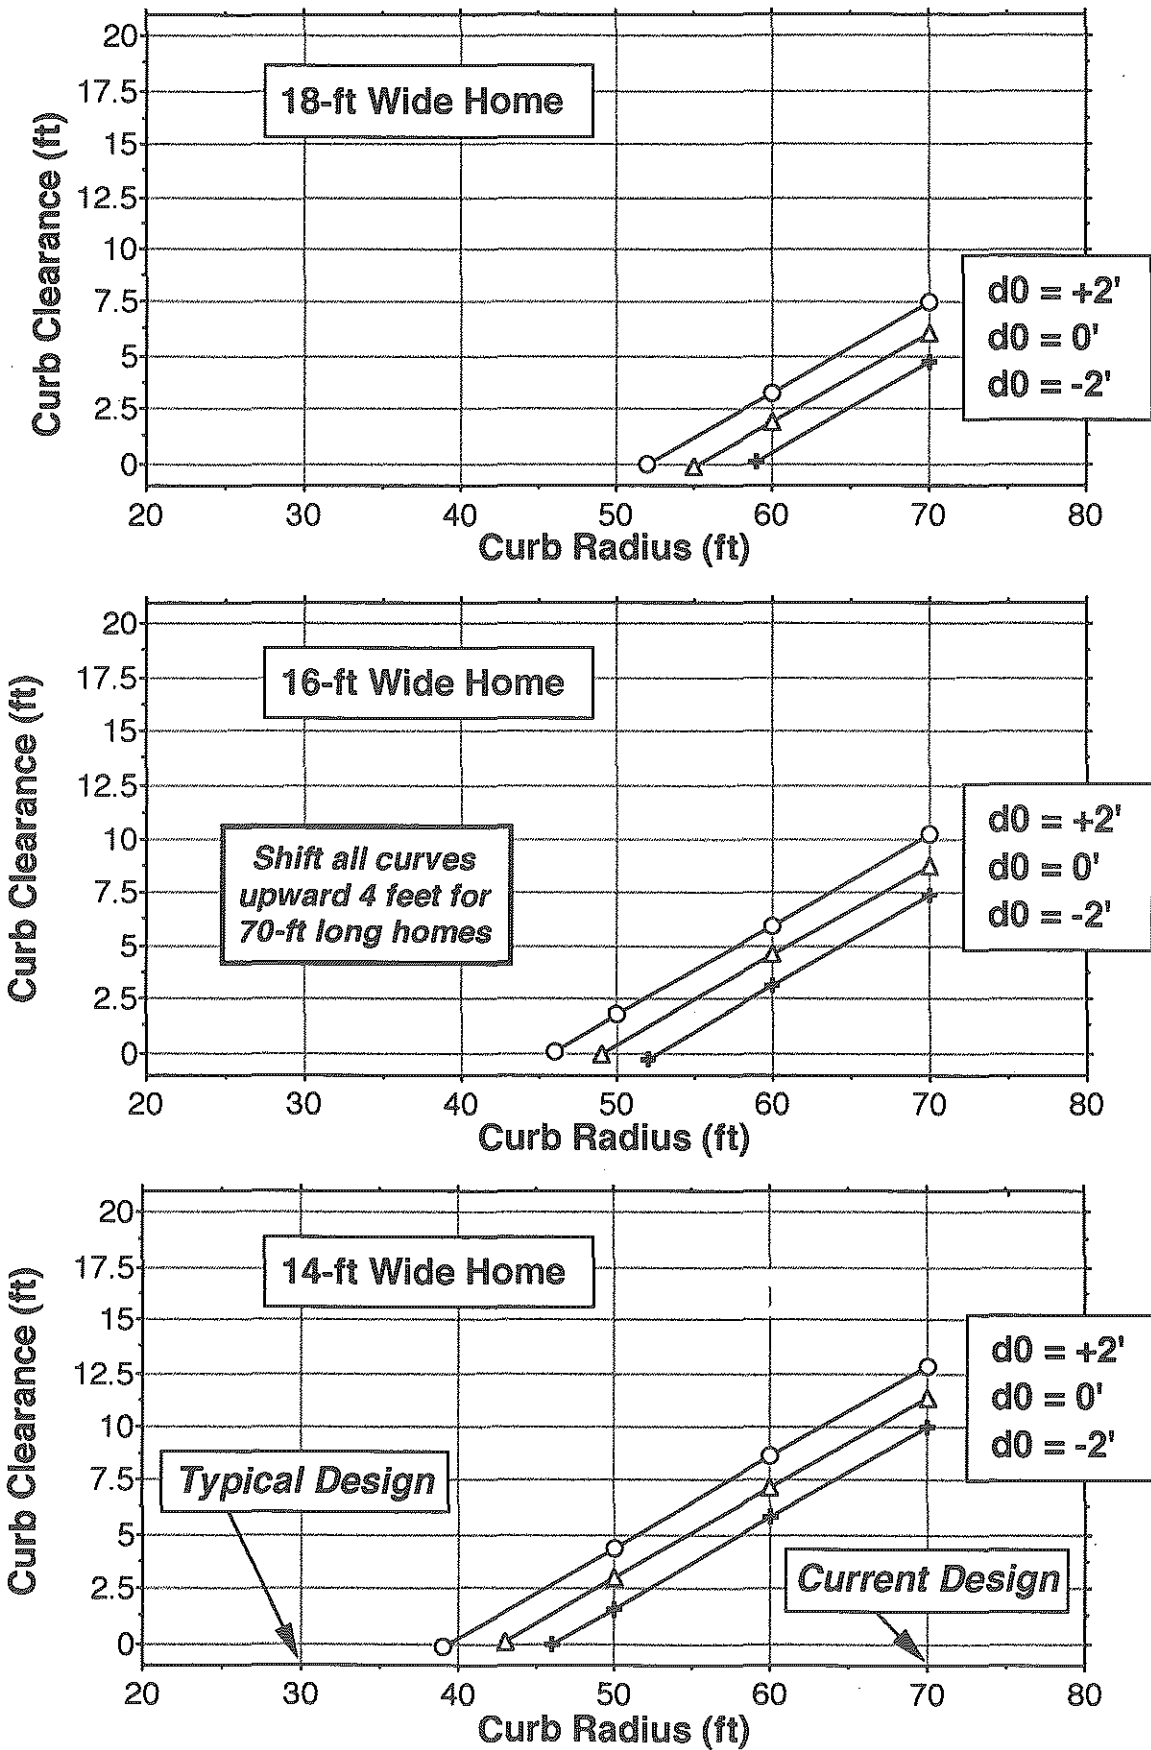 20
17.5
15
12.5
10
7.5
5
2.5
0
Curb Clearance (ft)
18-ft Wide Home
d0 = +2'
d0 = 0'
d0 = -2'
20 30 40 50 60 70 80
Curb Radius (ft)
20
17.5
15
12.5
10
7.5
5
2.5
0
Curb Clearance (ft)
16-ft Wide Home
Shift all curves
upward 4 feet for
70-ft long homes
d0 = +2'
d0 = 0'
d0 = -2'
20 30 40 50 60 70 80
Curb Radius (ft)
20
17.5
15
12.5
10
7.5
5
2.5
0
Curb Clearance (ft)
14-ft Wide Home
d0 = +2'
d0 = 0'
d0 = -2'
Typical Design
Current Design
20 30 40 50 60 70 80
Curb Radius (ft)